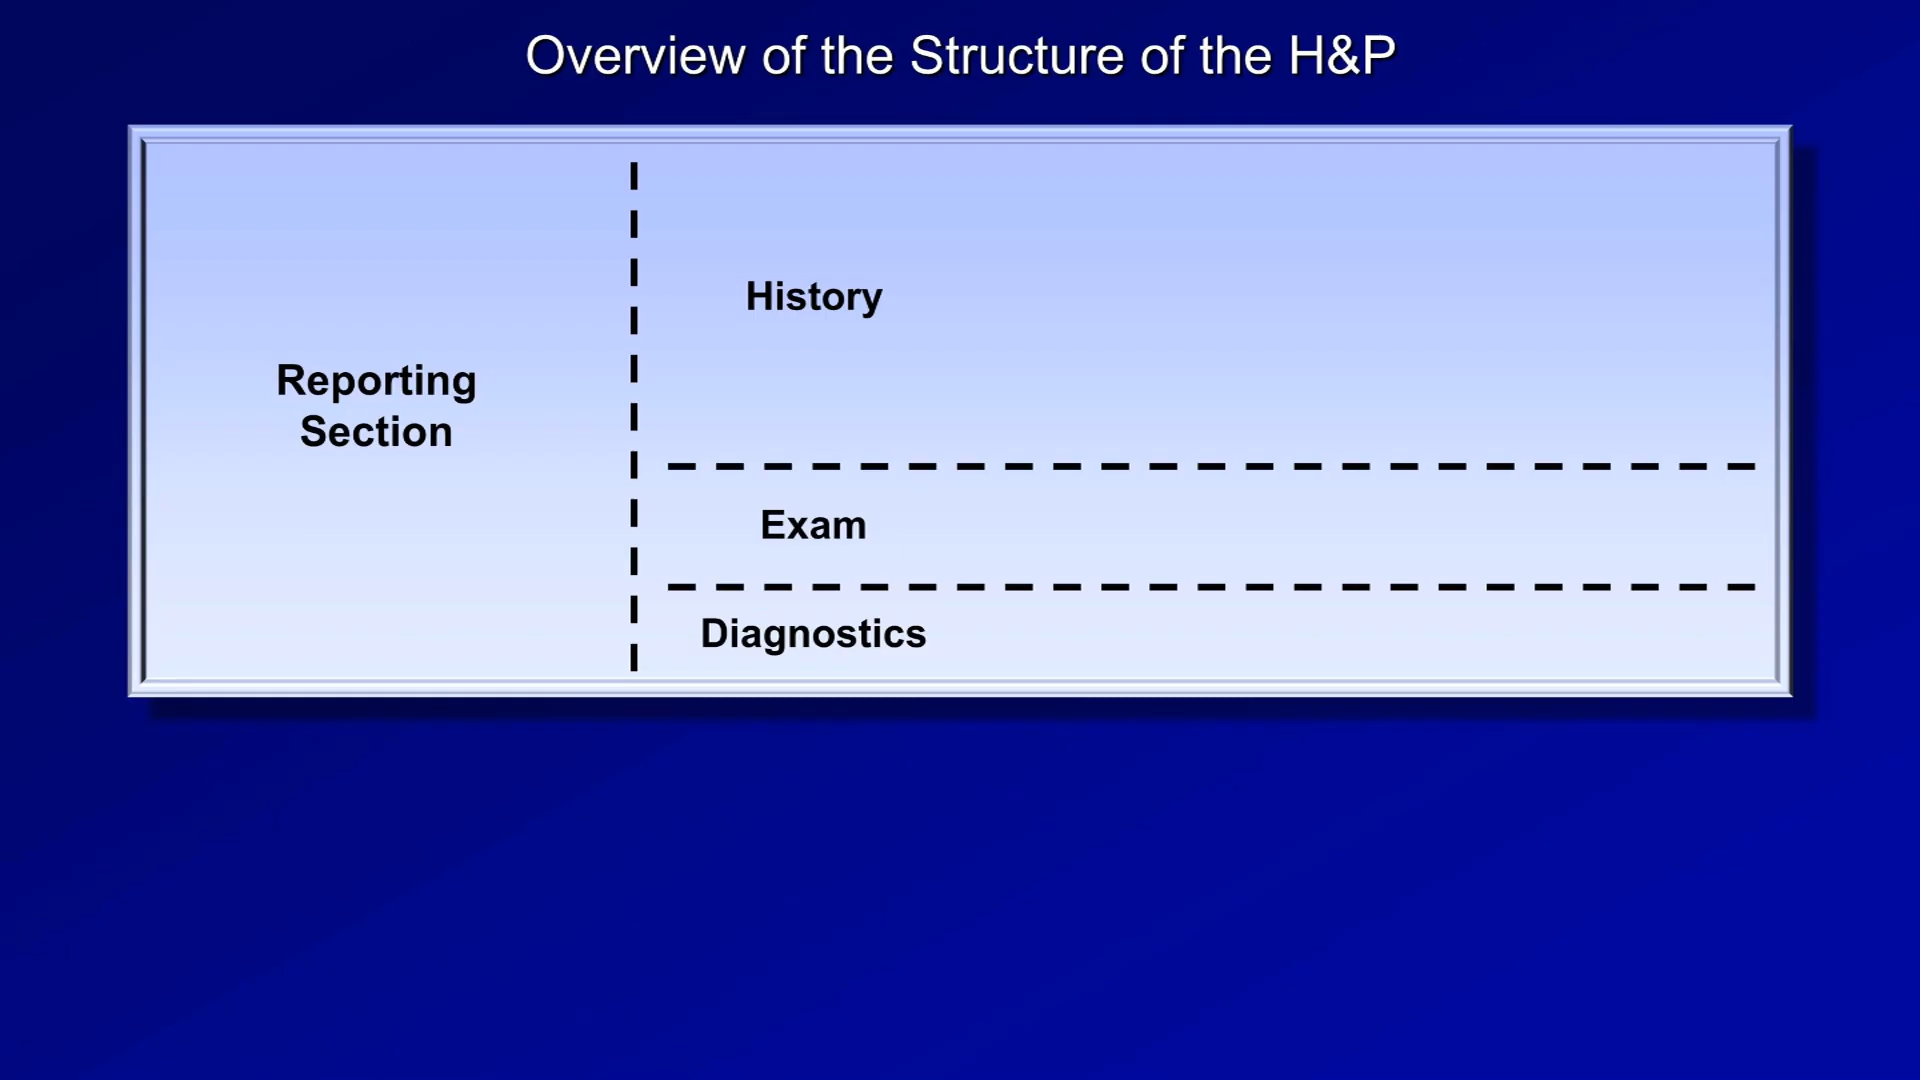 Overview of the Structure of the H&P
Reporting
Section
History
Exam
Diagnostics